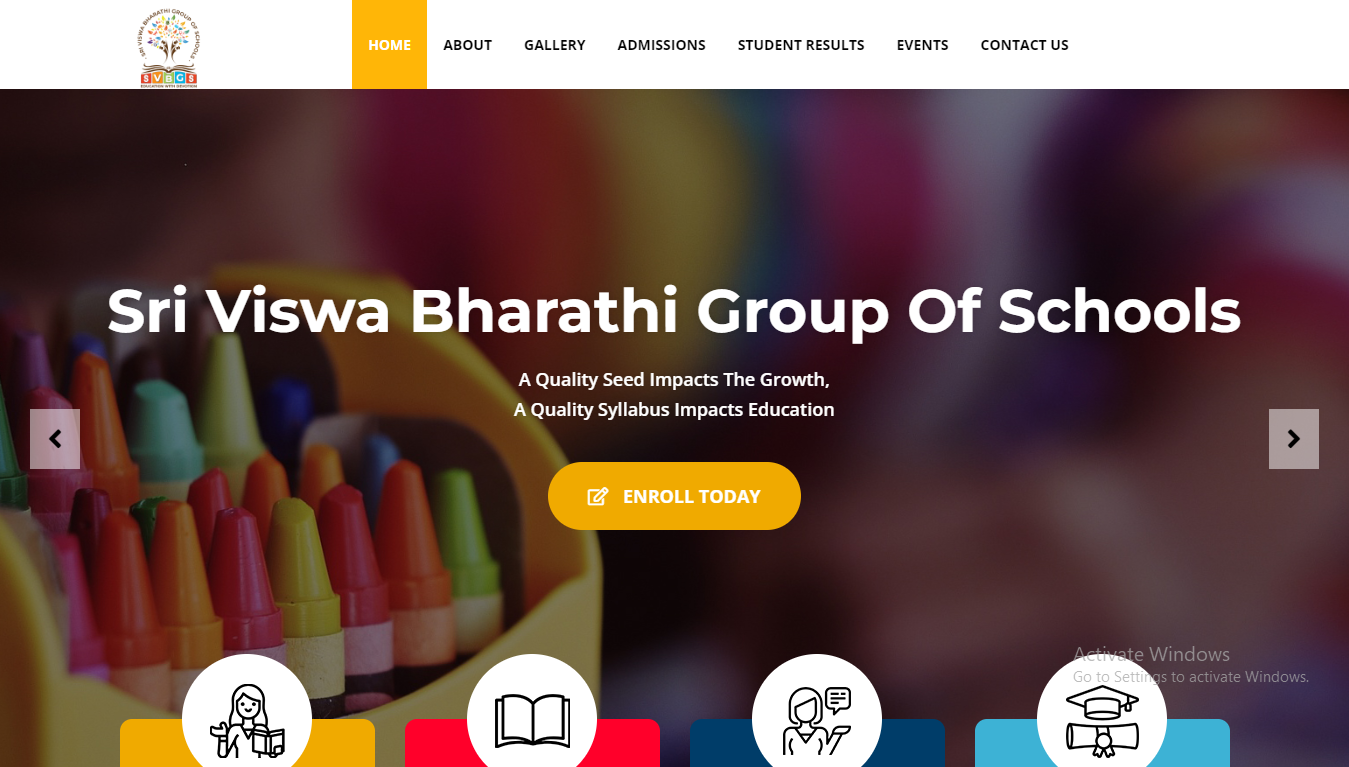 SRI VISWA BHARATHI GROUP OF SCHOOLS
S V B G S
EDUCATION WITH DEVOTION
HOME ABOUT GALLERY ADMISSIONS STUDENT RESULTS EVENTS CONTACT US
Sri Viswa Bharathi Group Of Schools
A Quality Seed Impacts The Growth,
A Quality Syllabus Impacts Education
ENROLL TODAY
Activate Windows
Go to Settings to activate Windows.